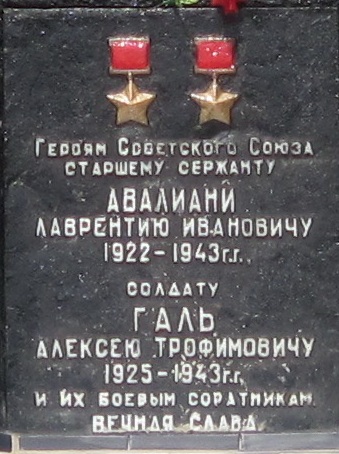 Героям Советского Союза
старшему сержанту
АВАЛИАНИ
ЛАВРЕНТИЮ ИВАНОВИЧУ
1922-1943г.г.
солдату
ГАЛЬ
АЛЕКСЕЮ ТРОФИМОВИЧУ
1925-1943г.г.
и их боевым соратникам
ВЕЧНАЯ СЛАВА